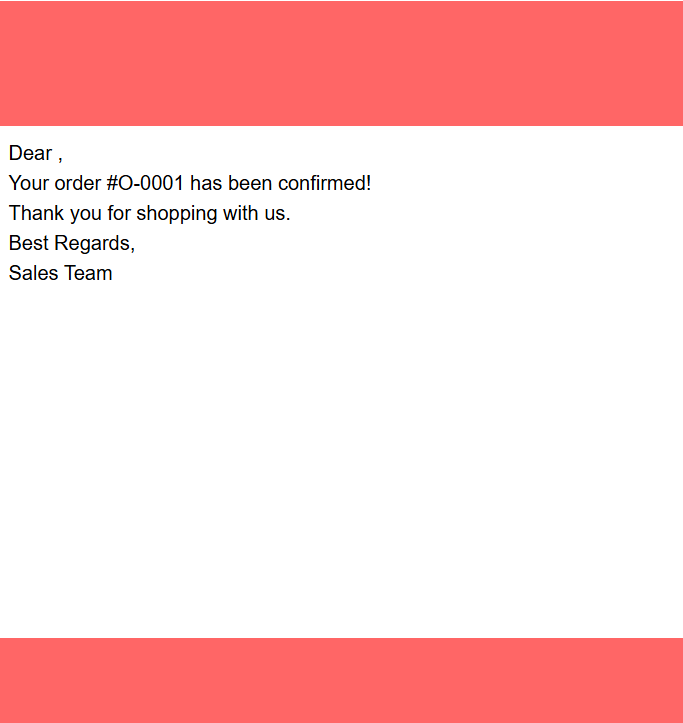 Dear ,
Your order #O-0001 has been confirmed!
Thank you for shopping with us.
Best Regards,
Sales Team